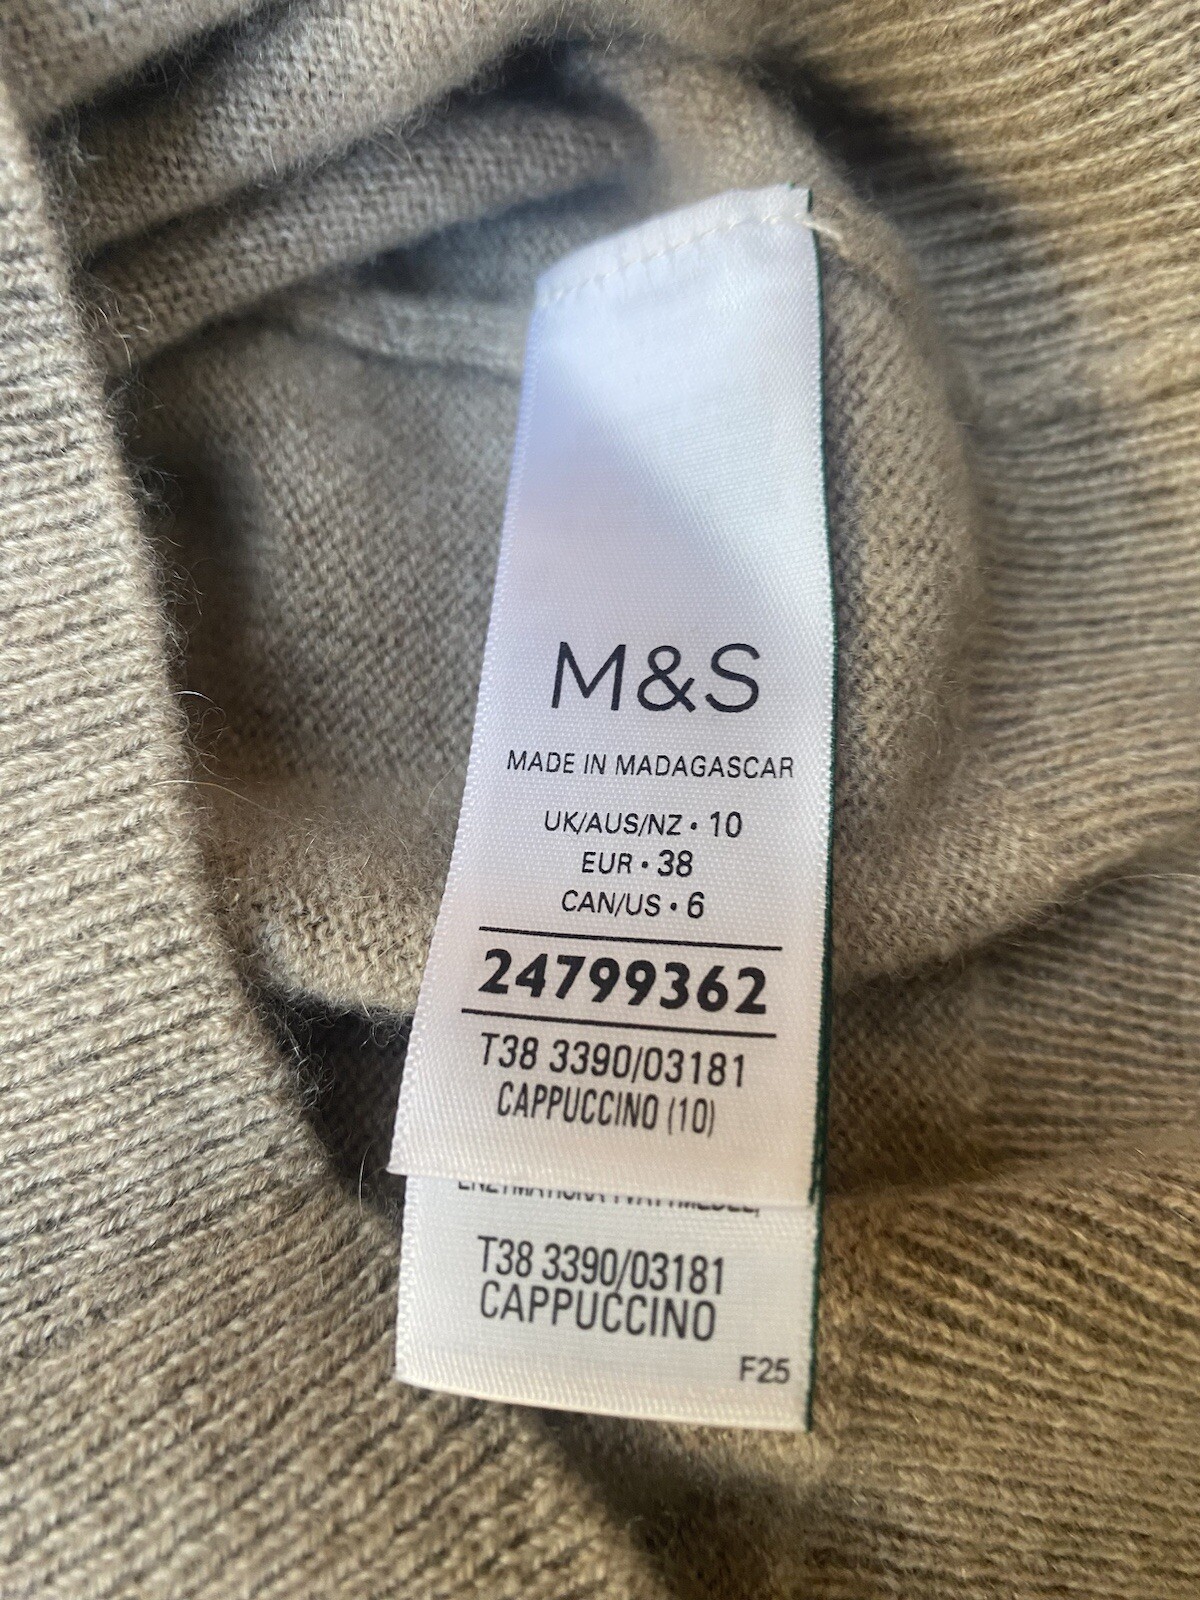 M&S
MADE IN MADAGASCAR
UK/AUS/NZ • 10
EUR • 38
CAN/US • 6
24799362
T38 3390/03181
CAPPUCCINO (10)
T38 3390/03181
CAPPUCCINO
F25